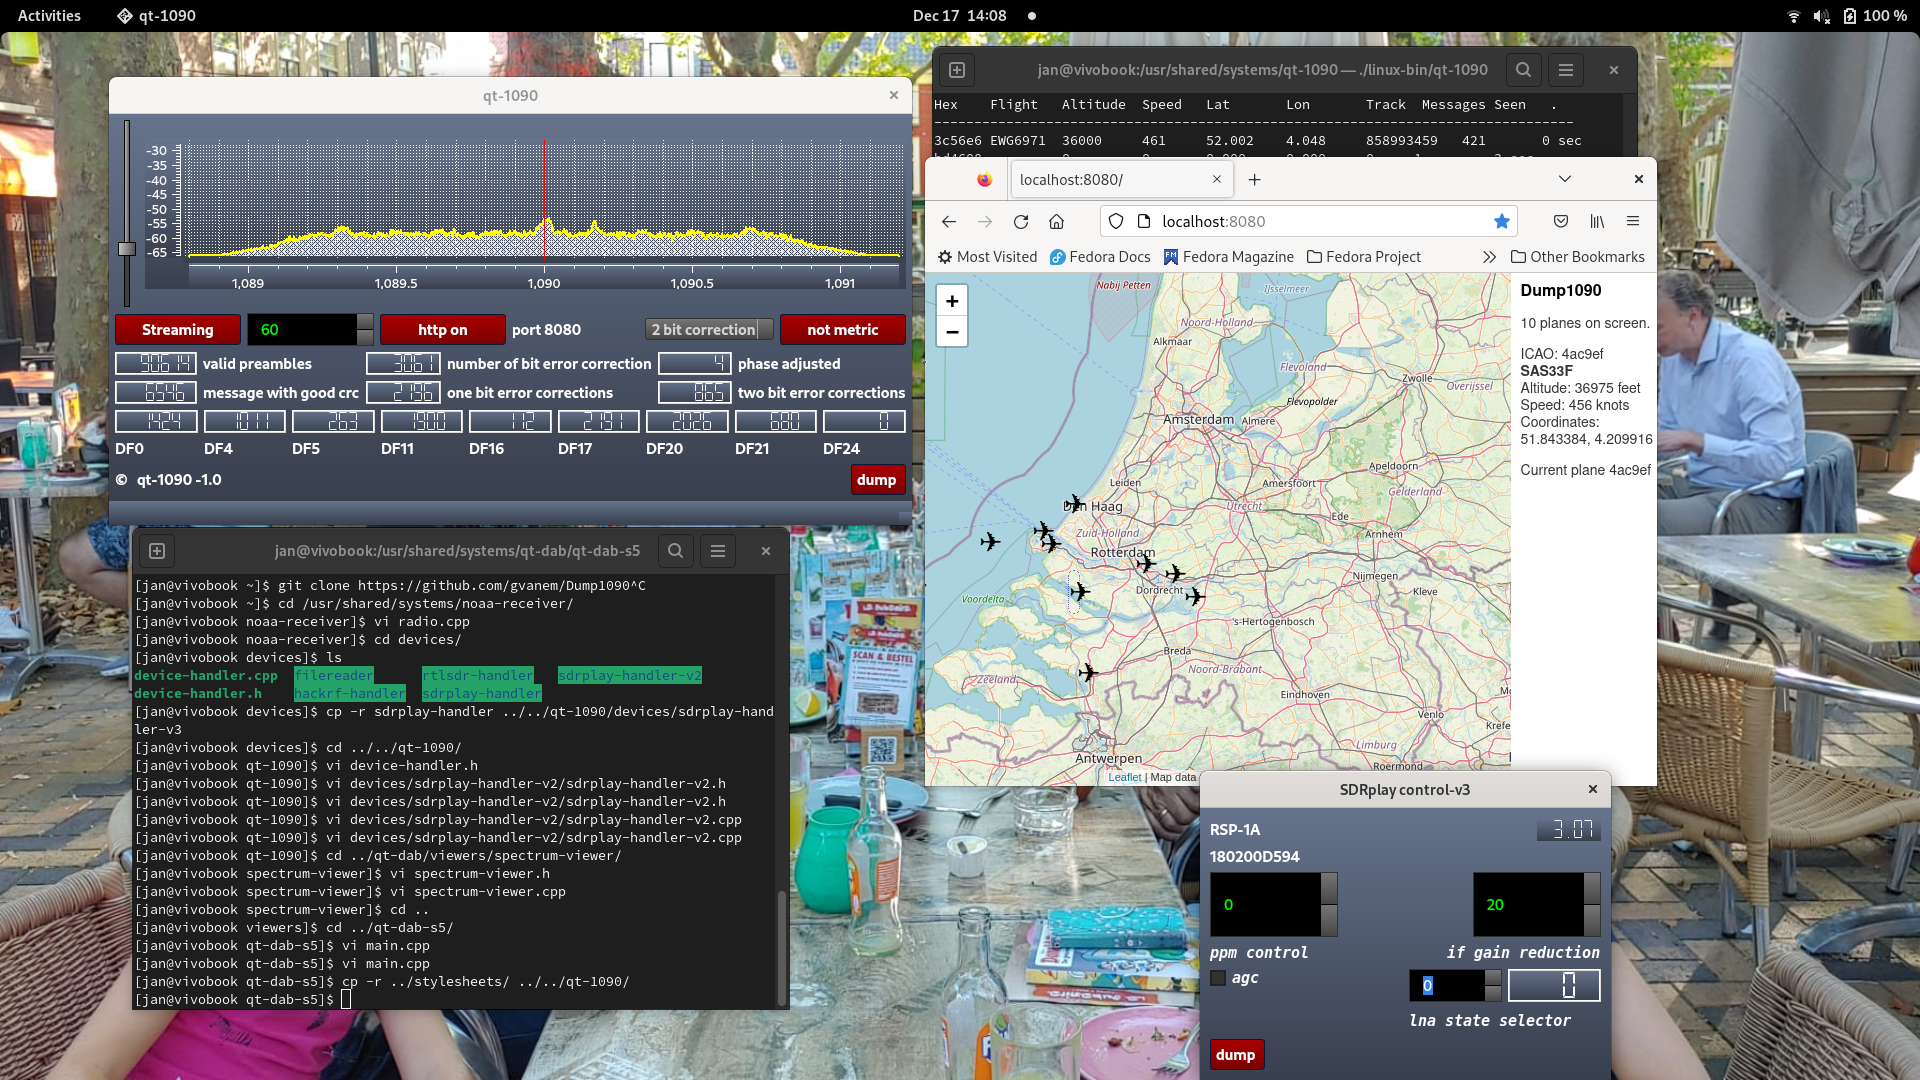 Activities
qt-1090
Dec 17 14:08
100 %
qt-1090
-30
-35
-40
-45
-50
-55
-60
-65
1,089
1,089.5
1,090
1,090.5
1,091
Streaming
60
http on
port 8080
2 bit correction
not metric
90614 valid preambles
3061 number of bit error correction
4 phase adjusted
6546 message with good crc
2196 one bit error corrections
865 two bit error corrections
1424 1011 263 1500 112 2191 2026 680 0
DF0 DF4 DF5 DF11 DF16 DF17 DF20 DF21 DF24
© qt-1090 -1.0
dump
jan@vivobook:/usr/shared/systems/qt-1090 — ./linux-bin/qt-1090
Hex Flight Altitude Speed Lat Lon Track Messages Seen .
--------------------------------------------------------------------------------
3c56e6 EWG6971 36000 461 52.002 4.048 858993459 421 0 sec
localhost:8080/
localhost:8080
Most Visited
Fedora Docs
Fedora Magazine
Fedora Project
Other Bookmarks
+
−
Nabij Petten
IJsselmeer
Noord-Holland
Alkmaar
Flevoland
Zwolle
Overijssel
Flevopolder
Amsterdam
Almere
Apeldoorn
Leiden
Amersfoort
Gelderland
Den Haag
Utrecht
Ede
Zuid-Holland
Arnhem
Rotterdam
Nijmegen
Dordrecht
Kleve
Voordelta
's-Hertogenbosch
Breda
Noord-Brabant
Zeeland
Eindhoven
Venlo
Krefe
Limburg
Antwerpen
Roermond
Leaflet | Map data
Dump1090
10 planes on screen.
ICAO: 4ac9ef
SAS33F
Altitude: 36975 feet
Speed: 456 knots
Coordinates:
51.843384, 4.209916
Current plane 4ac9ef
jan@vivobook:/usr/shared/systems/qt-dab/qt-dab-s5
[jan@vivobook ~]$ git clone https://github.com/gvanem/Dump1090^C
[jan@vivobook ~]$ cd /usr/shared/systems/noaa-receiver/
[jan@vivobook noaa-receiver]$ vi radio.cpp
[jan@vivobook noaa-receiver]$ cd devices/
[jan@vivobook devices]$ ls
device-handler.cpp filereader rtlsdr-handler sdrplay-handler-v2
device-handler.h hackrf-handler sdrplay-handler
[jan@vivobook devices]$ cp -r sdrplay-handler ../../qt-1090/devices/sdrplay-hand
ler-v3
[jan@vivobook devices]$ cd ../../qt-1090/
[jan@vivobook qt-1090]$ vi device-handler.h
[jan@vivobook qt-1090]$ vi devices/sdrplay-handler-v2/sdrplay-handler-v2.h
[jan@vivobook qt-1090]$ vi devices/sdrplay-handler-v2/sdrplay-handler-v2.h
[jan@vivobook qt-1090]$ vi devices/sdrplay-handler-v2/sdrplay-handler-v2.cpp
[jan@vivobook qt-1090]$ vi devices/sdrplay-handler-v2/sdrplay-handler-v2.cpp
[jan@vivobook qt-1090]$ cd ../qt-dab/viewers/spectrum-viewer/
[jan@vivobook spectrum-viewer]$ vi spectrum-viewer.h
[jan@vivobook spectrum-viewer]$ vi spectrum-viewer.cpp
[jan@vivobook spectrum-viewer]$ cd ..
[jan@vivobook viewers]$ cd ../qt-dab-s5/
[jan@vivobook qt-dab-s5]$ vi main.cpp
[jan@vivobook qt-dab-s5]$ vi main.cpp
[jan@vivobook qt-dab-s5]$ cp -r ../stylesheets/ ../../qt-1090/
[jan@vivobook qt-dab-s5]$
SCAN & BESTEL
SDRplay control-v3
RSP-1A
3.07
180200D594
0
20
ppm control
if gain reduction
agc
0
0
lna state selector
dump